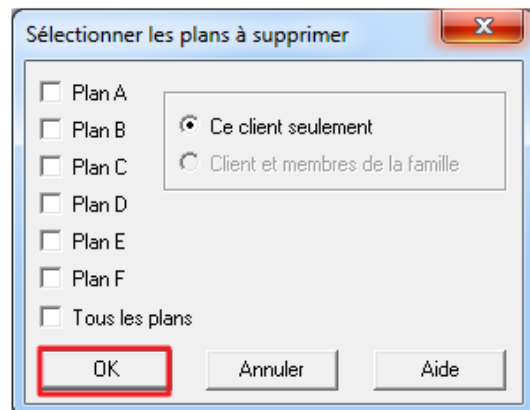 Sélectionner les plans à supprimer
Plan A
Plan B
Plan C
Plan D
Plan E
Plan F
Tous les plans
Ce client seulement
Client et membres de la famille
OK
Annuler
Aide